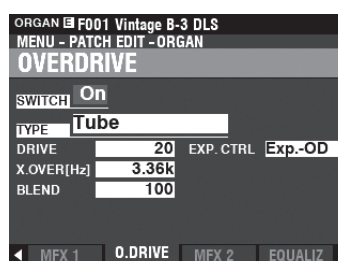 ORGAN E F001 Vintage B-3 DLS
MENU - PATCH EDIT - ORGAN
OVERDRIVE
SWITCH On
TYPE Tube
DRIVE 20 EXP. CTRL Exp.-OD
X.OVER[Hz] 3.36k
BLEND 100
MFX 1 O.DRIVE MFX 2 EQUALIZ